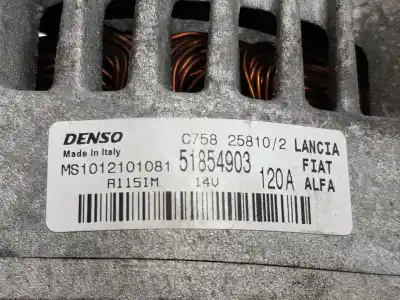 DENSO C758 25810/2 LANCIA
Made in Italy 51854903 FIAT
MS1012101081 120A ALFA
A115IM 14V